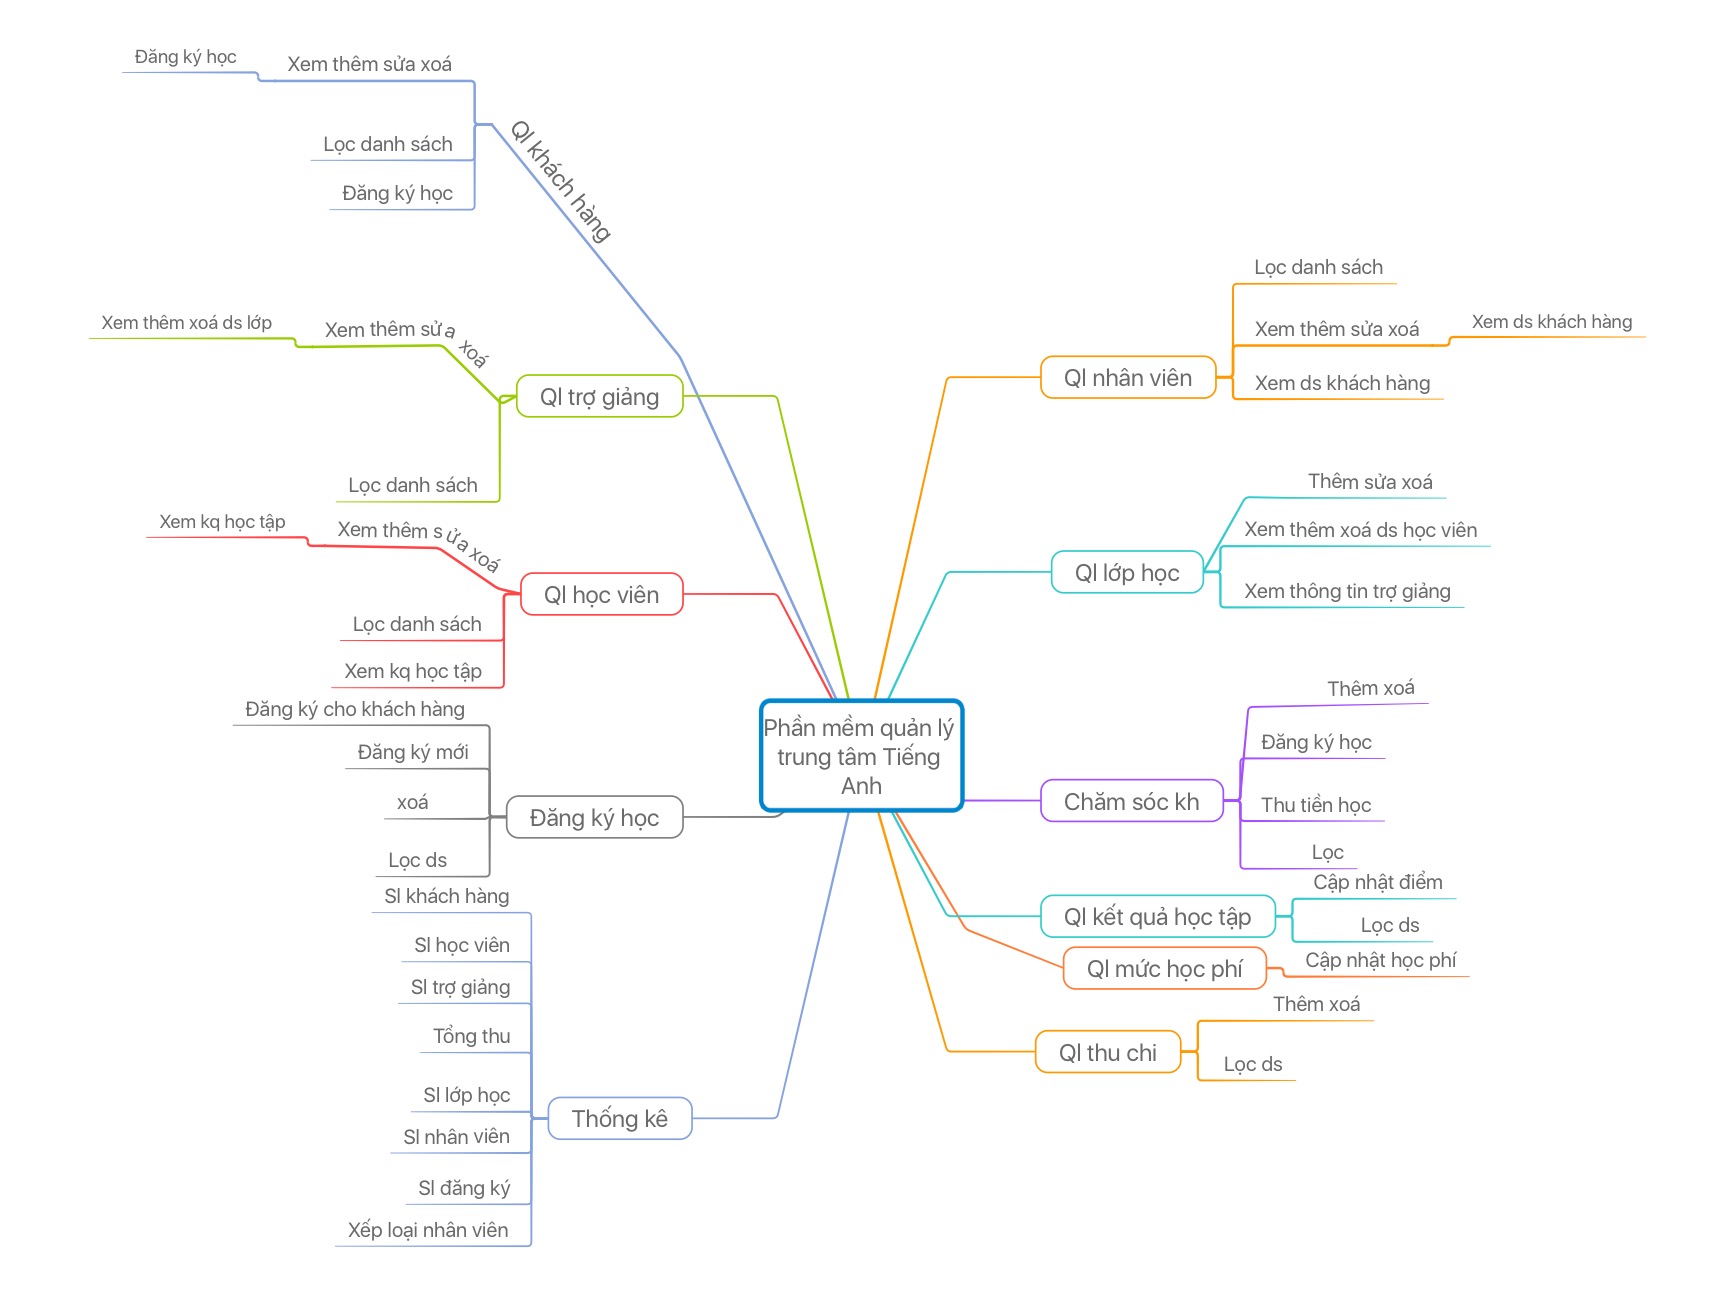 Đăng ký học
Xem thêm sửa xoá
Lọc danh sách
Đăng ký học
Ql khách hàng
Xem thêm xoá ds lớp
Xem thêm sửa xoá
Ql trợ giảng
Lọc danh sách
Xem kq học tập
Xem thêm sửa xoá
Ql học viên
Lọc danh sách
Xem kq học tập
Đăng ký cho khách hàng
Đăng ký mới
xoá
Đăng ký học
Lọc ds
Sl khách hàng
Sl học viên
Sl trợ giảng
Tổng thu
Sl lớp học
Thống kê
Sl nhân viên
Sl đăng ký
Xếp loại nhân viên
Phần mềm quản lý
trung tâm Tiếng
Anh
Lọc danh sách
Xem thêm sửa xoá
Xem ds khách hàng
Ql nhân viên
Xem ds khách hàng
Thêm sửa xoá
Xem thêm xoá ds học viên
Ql lớp học
Xem thông tin trợ giảng
Thêm xoá
Đăng ký học
Chăm sóc kh
Thu tiền học
Lọc
Cập nhật điểm
Ql kết quả học tập
Lọc ds
Ql mức học phí
Cập nhật học phí
Thêm xoá
Ql thu chi
Lọc ds